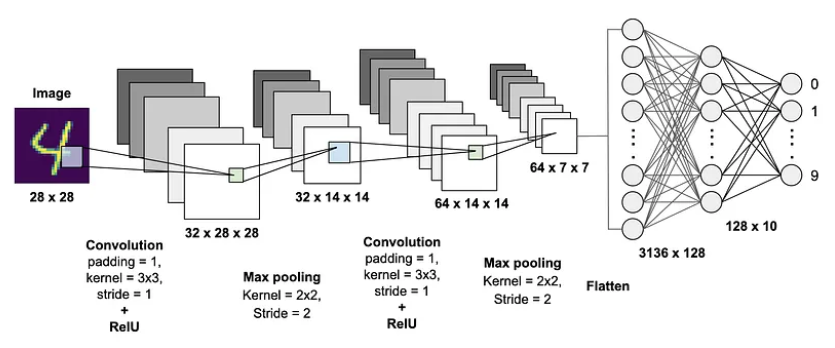 Image
28 x 28
32 x 28 x 28
Convolution
padding = 1,
kernel = 3x3,
stride = 1
+
RelU
32 x 14 x 14
Max pooling
Kernel = 2x2,
Stride = 2
64 x 14 x 14
Convolution
padding = 1,
kernel = 3x3,
stride = 1
+
RelU
64 x 7 x 7
Max pooling
Kernel = 2x2,
Stride = 2
Flatten
3136 x 128
128 x 10
0
1
9